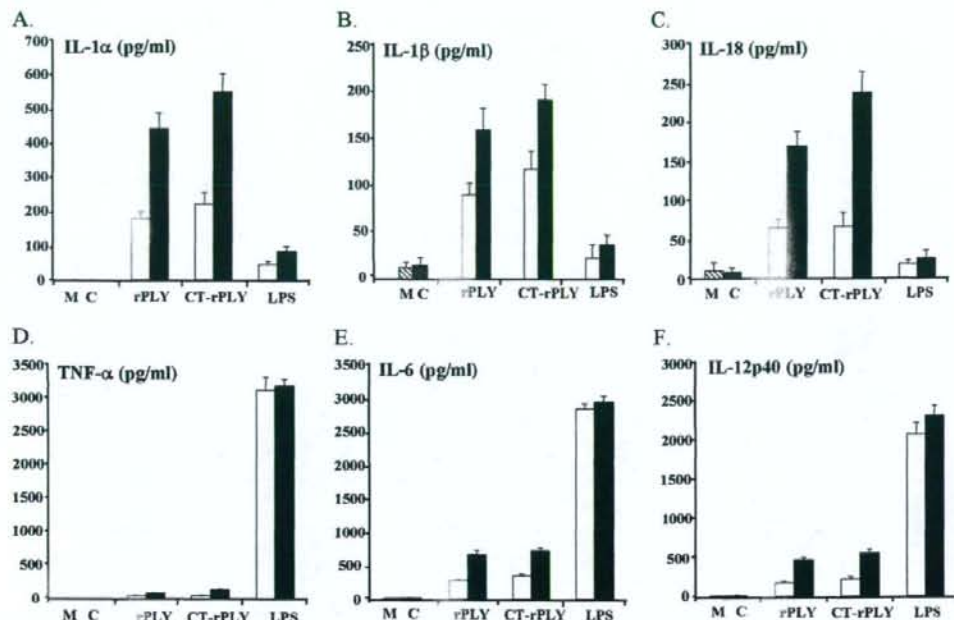 A.
IL-1α (pg/ml)
700
600
500
400
300
200
100
0
M C rPLY CT-rPLY LPS
B.
IL-1β (pg/ml)
250
200
150
100
50
0
M C rPLY CT-rPLY LPS
C.
IL-18 (pg/ml)
300
250
200
150
100
50
0
M C rPLY CT-rPLY LPS
D.
TNF-α (pg/ml)
3500
3000
2500
2000
1500
1000
500
0
M C rPLY CT-rPLY LPS
E.
IL-6 (pg/ml)
3500
3000
2500
2000
1500
1000
500
0
M C rPLY CT-rPLY LPS
F.
IL-12p40 (pg/ml)
3000
2500
2000
1500
1000
500
0
M C rPLY CT-rPLY LPS